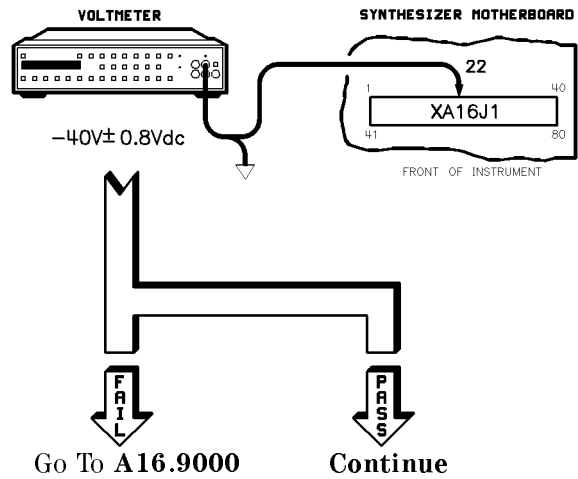 VOLTMETER
SYNTHESIZER MOTHERBOARD
22
1
40
XA16J1
41
80
−40V± 0.8Vdc
FRONT OF INSTRUMENT
FAIL
PASS
Go To A16.9000
Continue